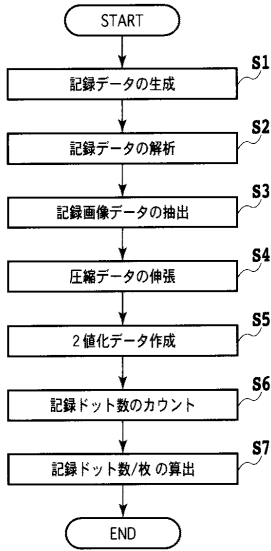 START
S1
記録データの生成
S2
記録データの解析
S3
記録画像データの抽出
S4
圧縮データの伸張
S5
2値化データ作成
S6
記録ドット数のカウント
S7
記録ドット数/枚 の算出
END